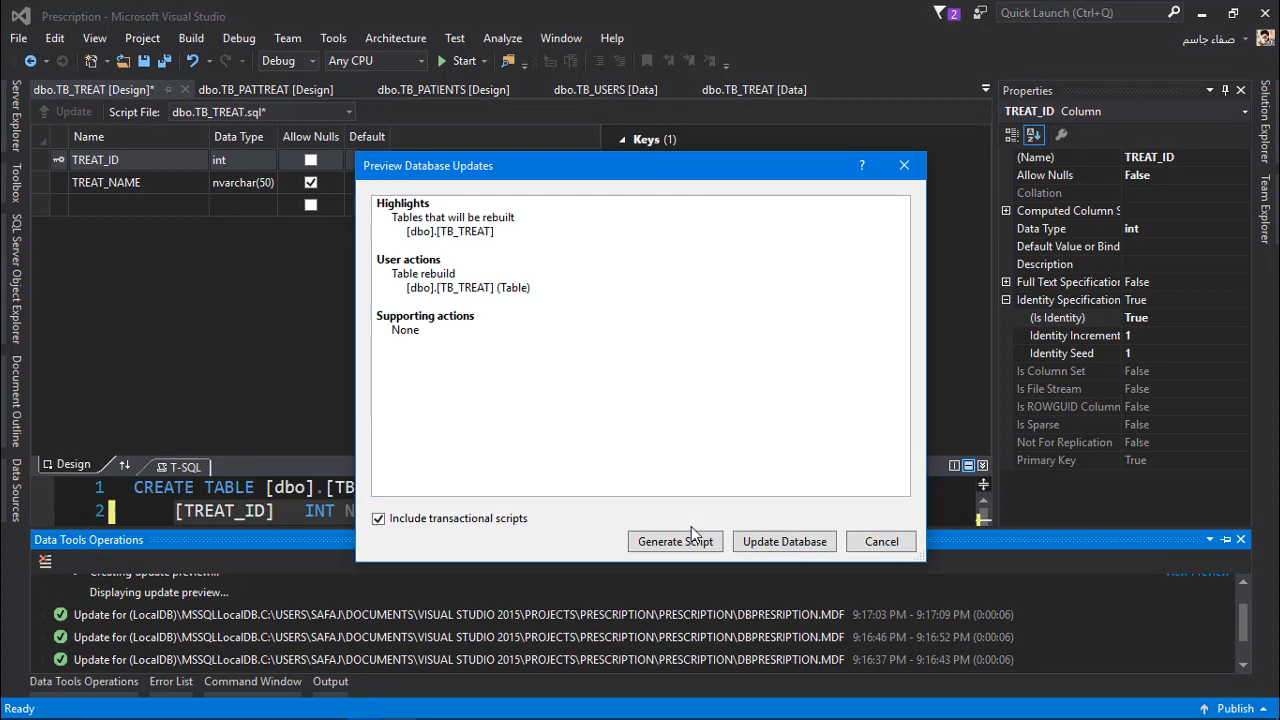 Prescription - Microsoft Visual Studio
2
Quick Launch (Ctrl+Q)
File Edit View Project Build Debug Team Tools Architecture Test Analyze Window Help
صفاء جاسم
Debug Any CPU Start
dbo.TB_TREAT [Design]* dbo.TB_PATTREAT [Design] dbo.TB_PATIENTS [Design] dbo.TB_USERS [Data] dbo.TB_TREAT [Data]
Update Script File: dbo.TB_TREAT.sql*
Name Data Type Allow Nulls Default
TREAT_ID int
TREAT_NAME nvarchar(50)
Keys (1)
Server Explorer
Toolbox
SQL Server Object Explorer
Document Outline
Data Sources
Preview Database Updates
?
Highlights
Tables that will be rebuilt
[dbo].[TB_TREAT]
User actions
Table rebuild
[dbo].[TB_TREAT] (Table)
Supporting actions
None
Include transactional scripts
Generate Script Update Database Cancel
Properties
TREAT_ID Column
(Name) TREAT_ID
Allow Nulls False
Collation
Computed Column S
Data Type int
Default Value or Bind
Description
Full Text Specification False
Identity Specification True
(Is Identity) True
Identity Increment 1
Identity Seed 1
Is Column Set False
Is File Stream False
Is ROWGUID Column False
Is Sparse False
Not For Replication False
Primary Key True
Solution Explorer
Team Explorer
Design T-SQL
1 CREATE TABLE [dbo].[TB
2 [TREAT_ID] INT N
Data Tools Operations
Creating update preview...
View Preview
Displaying update preview...
Update for (LocalDB)\MSSQLLocalDB.C:\USERS\SAFAJ\DOCUMENTS\VISUAL STUDIO 2015\PROJECTS\PRESCRIPTION\PRESCRIPTION\DBPRESRIPTION.MDF 9:17:03 PM - 9:17:09 PM (0:00:06)
Update for (LocalDB)\MSSQLLocalDB.C:\USERS\SAFAJ\DOCUMENTS\VISUAL STUDIO 2015\PROJECTS\PRESCRIPTION\PRESCRIPTION\DBPRESRIPTION.MDF 9:16:46 PM - 9:16:52 PM (0:00:06)
Update for (LocalDB)\MSSQLLocalDB.C:\USERS\SAFAJ\DOCUMENTS\VISUAL STUDIO 2015\PROJECTS\PRESCRIPTION\PRESCRIPTION\DBPRESRIPTION.MDF 9:16:37 PM - 9:16:43 PM (0:00:06)
Data Tools Operations Error List Command Window Output
Ready
Publish